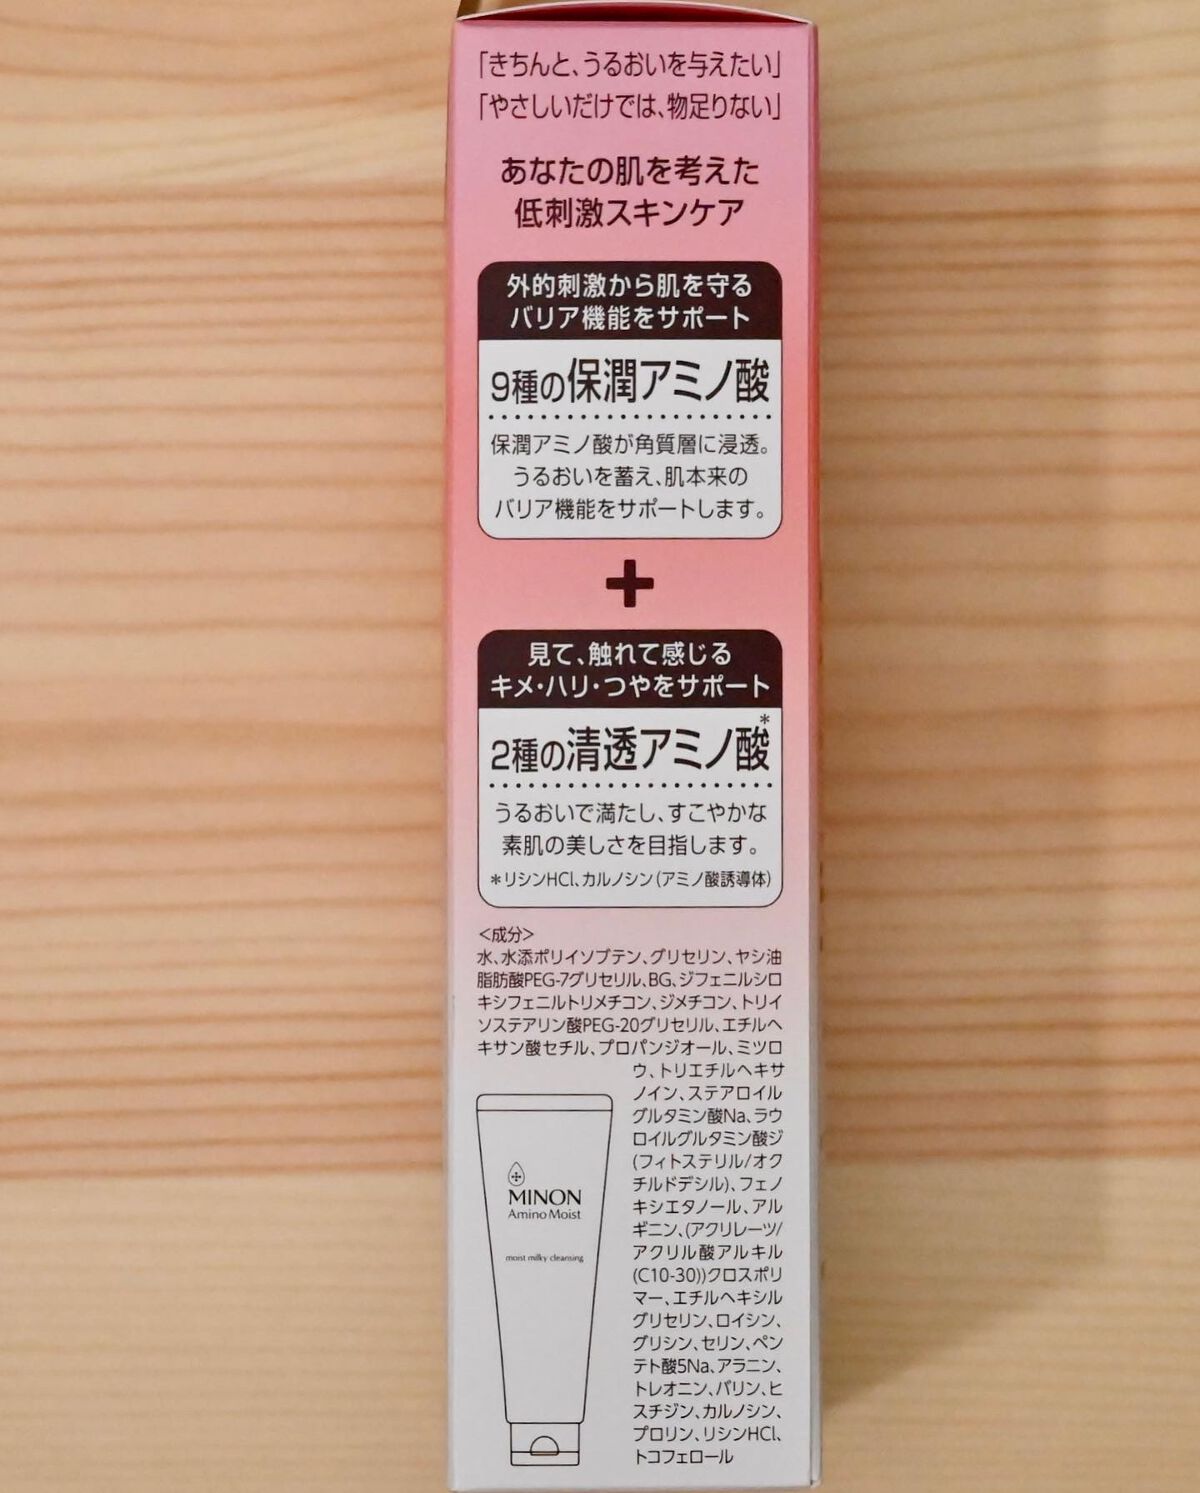 「きちんと、うるおいを与えたい」
「やさしいだけでは、物足りない」
あなたの肌を考えた
低刺激スキンケア
外的刺激から肌を守る
バリア機能をサポート
9種の保潤アミノ酸
保潤アミノ酸が角質層に浸透。
うるおいを蓄え、肌本来の
バリア機能をサポートします。
+
見て、触れて感じる
キメ・ハリ・つやをサポート
2種の清透アミノ酸*
うるおいで満たし、すこやかな
素肌の美しさを目指します。
*リシンHCl、カルノシン(アミノ酸誘導体)
<成分>
水、水添ポリイソブテン、グリセリン、ヤシ油
脂肪酸PEG-7グリセリル、BG、ジフェニルシロ
キシフェニルトリメチコン、ジメチコン、トリイ
ソステアリン酸PEG-20グリセリル、エチルヘ
キサン酸セチル、プロパンジオール、ミツロ
ウ、トリエチルヘキサ
ノイン、ステアロイル
グルタミン酸Na、ラウ
ロイルグルタミン酸ジ
(フィトステリル/オク
チルドデシル)、フェノ
キシエタノール、アル
ギニン、(アクリレーツ/
アクリル酸アルキル
(C10-30))クロスポリ
マー、エチルヘキシル
グリセリン、ロイシン、
グリシン、セリン、ペン
テト酸5Na、アラニン、
トレオニン、バリン、ヒ
スチジン、カルノシン、
プロリン、リシンHCl、
トコフェロール
MINON
Amino Moist
moist milky cleansing